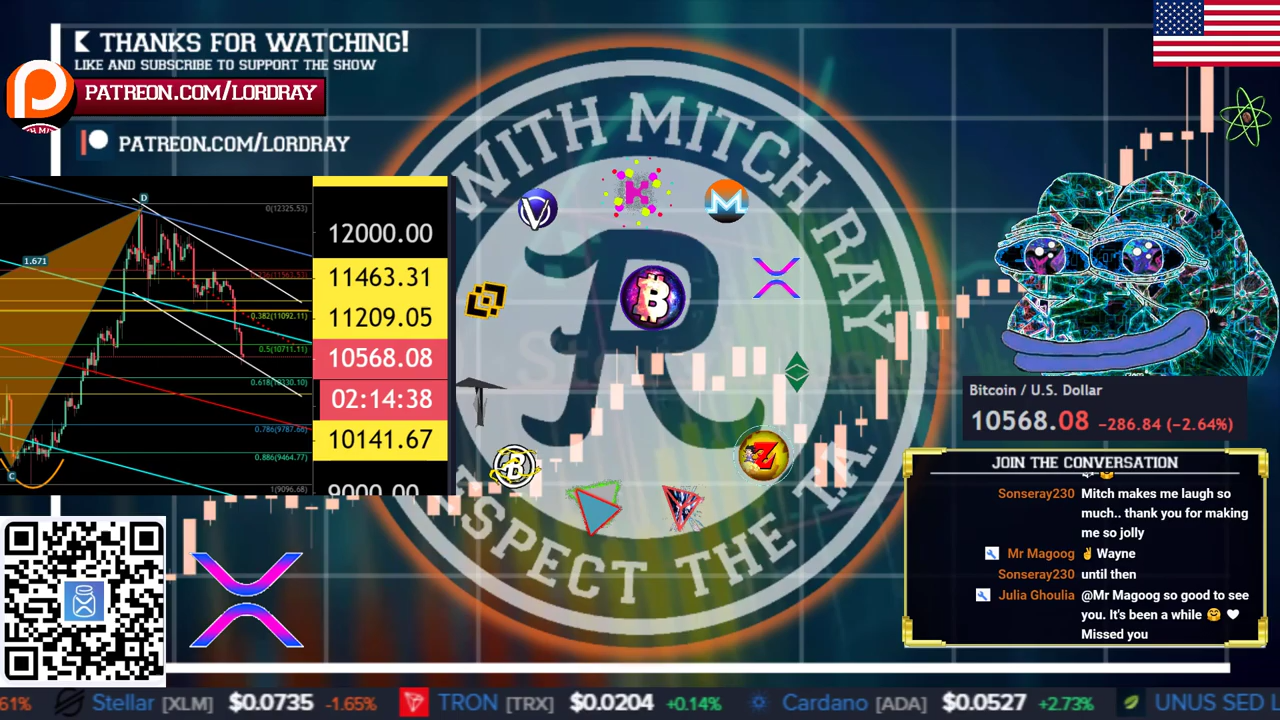 THANKS FOR WATCHING!
LIKE AND SUBSCRIBE TO SUPPORT THE SHOW
PATREON.COM/LORDRAY
PATREON.COM/LORDRAY
WITH MITCH RAY
RESPECT THE TA
D
0(12325.53)
1.671
0.382(11092.11)
0.5(10711.11)
0.786(9787.66)
0.886(9464.77)
C
1(9096.68)
12000.00
11463.31
11209.05
10568.08
02:14:38
10141.67
9000.00
Bitcoin / U.S. Dollar
10568.08 −286.84 (−2.64%)
JOIN THE CONVERSATION
Sonseray230 Mitch makes me laugh so
much.. thank you for making
me so jolly
Mr Magoog ✌ Wayne
Sonseray230 until then
Julia Ghoulia @Mr Magoog so good to see
you. It's been a while 🤗 🤍
Missed you
61% Stellar [XLM] $0.0735 -1.65% TRON [TRX] $0.0204 +0.14% Cardano [ADA] $0.0527 +2.73% UNUS SED L